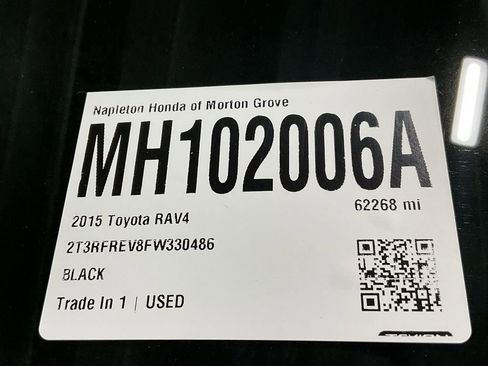 Napleton Honda of Morton Grove
MH102006A
62268 mi
2015 Toyota RAV4
2T3RFREV8FW330486
BLACK
Trade In 1 | USED